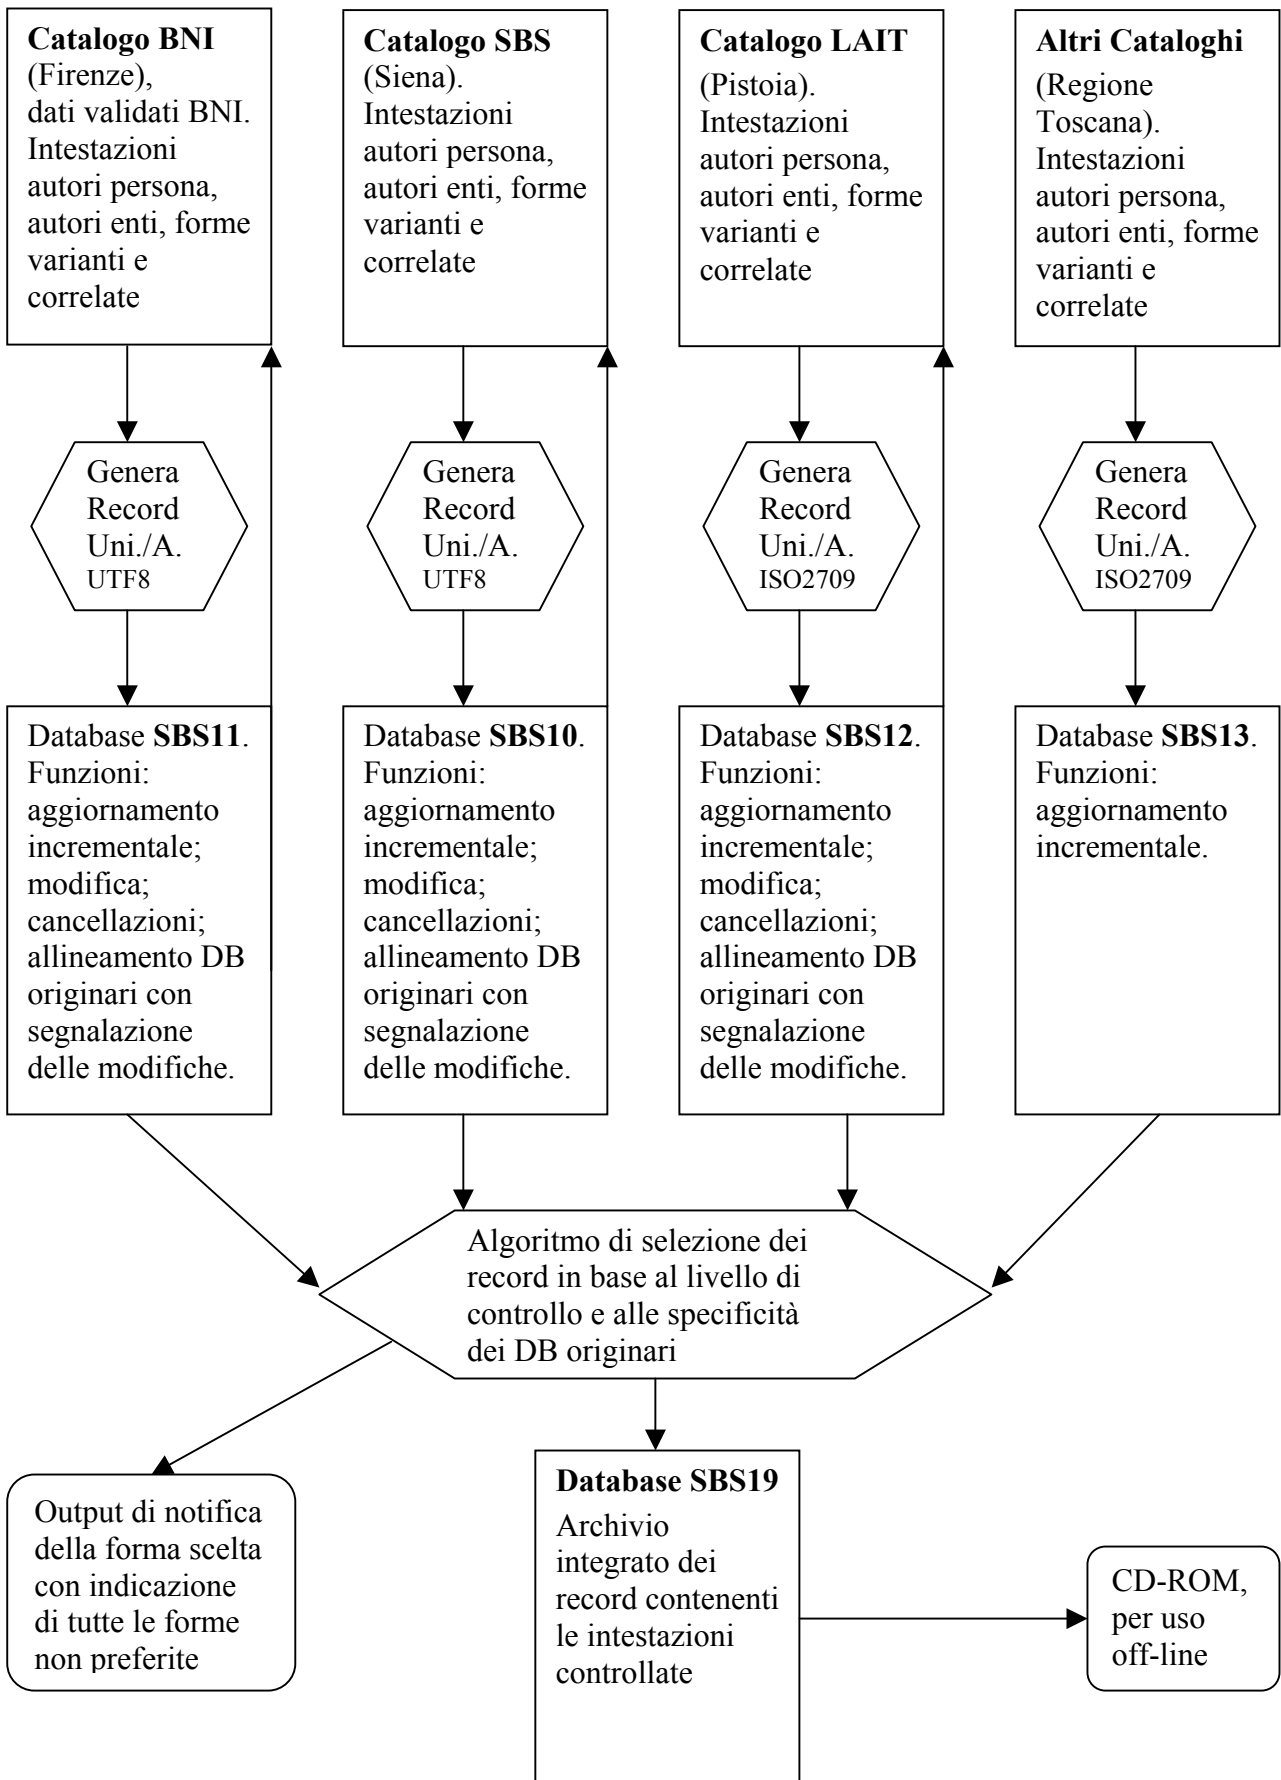 Catalogo BNI
(Firenze),
dati validati BNI.
Intestazioni
autori persona,
autori enti, forme
varianti e
correlate
Catalogo SBS
(Siena).
Intestazioni
autori persona,
autori enti, forme
varianti e
correlate
Catalogo LAIT
(Pistoia).
Intestazioni
autori persona,
autori enti, forme
varianti e
correlate
Altri Cataloghi
(Regione
Toscana).
Intestazioni
autori persona,
autori enti, forme
varianti e
correlate
Genera
Record
Uni./A.
UTF8
Genera
Record
Uni./A.
UTF8
Genera
Record
Uni./A.
ISO2709
Genera
Record
Uni./A.
ISO2709
Database SBS11.
Funzioni:
aggiornamento
incrementale;
modifica;
cancellazioni;
allineamento DB
originari con
segnalazione
delle modifiche.
Database SBS10.
Funzioni:
aggiornamento
incrementale;
modifica;
cancellazioni;
allineamento DB
originari con
segnalazione
delle modifiche.
Database SBS12.
Funzioni:
aggiornamento
incrementale;
modifica;
cancellazioni;
allineamento DB
originari con
segnalazione
delle modifiche.
Database SBS13.
Funzioni:
aggiornamento
incrementale.
Algoritmo di selezione dei
record in base al livello di
controllo e alle specificità
dei DB originari
Output di notifica
della forma scelta
con indicazione
di tutte le forme
non preferite
Database SBS19
Archivio
integrato dei
record contenenti
le intestazioni
controllate
CD-ROM,
per uso
off-line